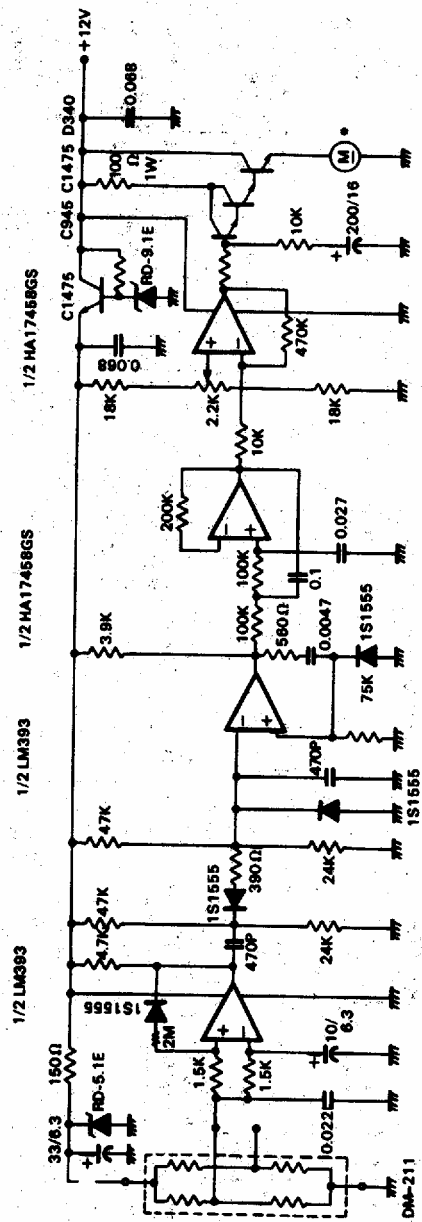 1/2 LM393
1/2 LM393
1/2 HA17458GS
1/2 HA17458GS
33/6.3
+
RD-5.1E
150Ω
4.7K
47K
47K
3.9K
1S1555
2M
1.5K
1.5K
+
−
+
10/
6.3
0.022
DM-211
470P
24K
1S1555
390Ω
24K
1S1555
470P
−
+
75K
1S1555
0.0047
560Ω
100K
100K
0.1
0.027
200K
−
+
10K
18K
2.2K
18K
0.068
+
−
470K
C1475
RD-9.1E
C945
C1475
D340
100
Ω
1W
0.068
+12V
10K
+
200/16
M
*